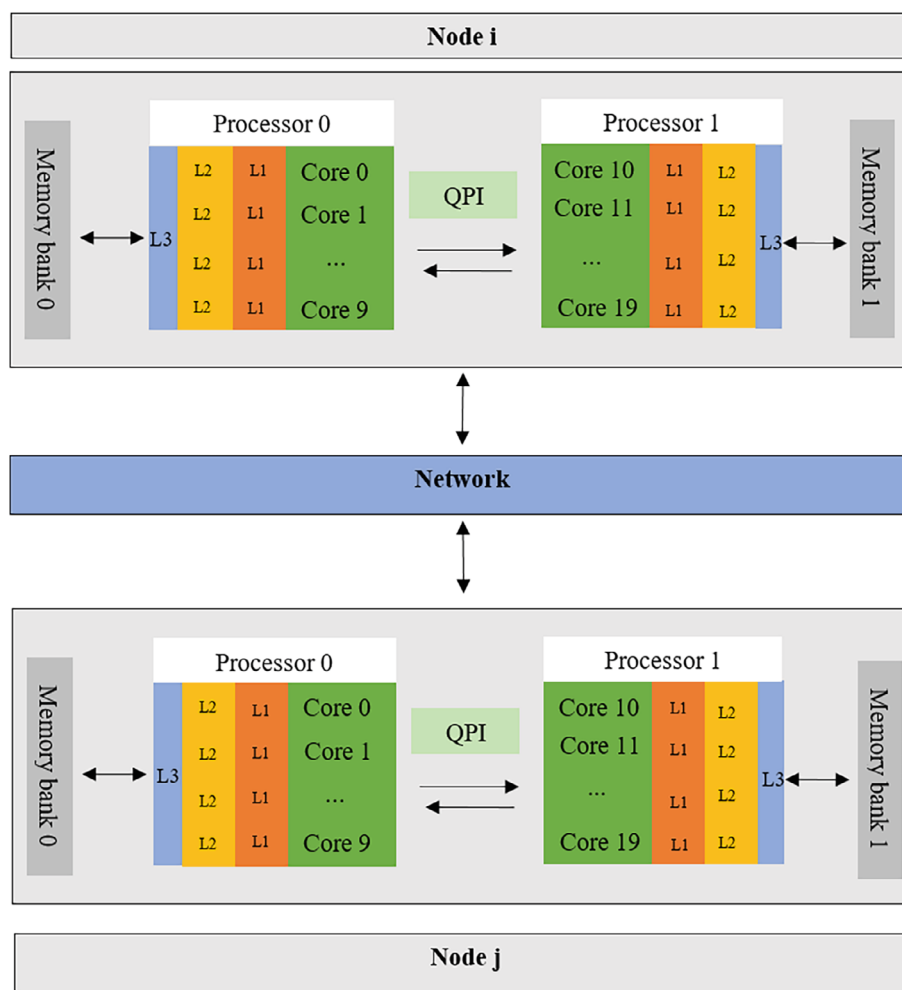 Node i
Processor 0
Processor 1
Memory bank 0
L3
L2 L1 Core 0
L2 L1 Core 1
L2 L1 ...
L2 L1 Core 9
QPI
Core 10 L1 L2
Core 11 L1 L2
... L1 L2
Core 19 L1 L2
L3
Memory bank 1
Network
Processor 0
Processor 1
Memory bank 0
L3
L2 L1 Core 0
L2 L1 Core 1
L2 L1 ...
L2 L1 Core 9
QPI
Core 10 L1 L2
Core 11 L1 L2
... L1 L2
Core 19 L1 L2
L3
Memory bank 1
Node j